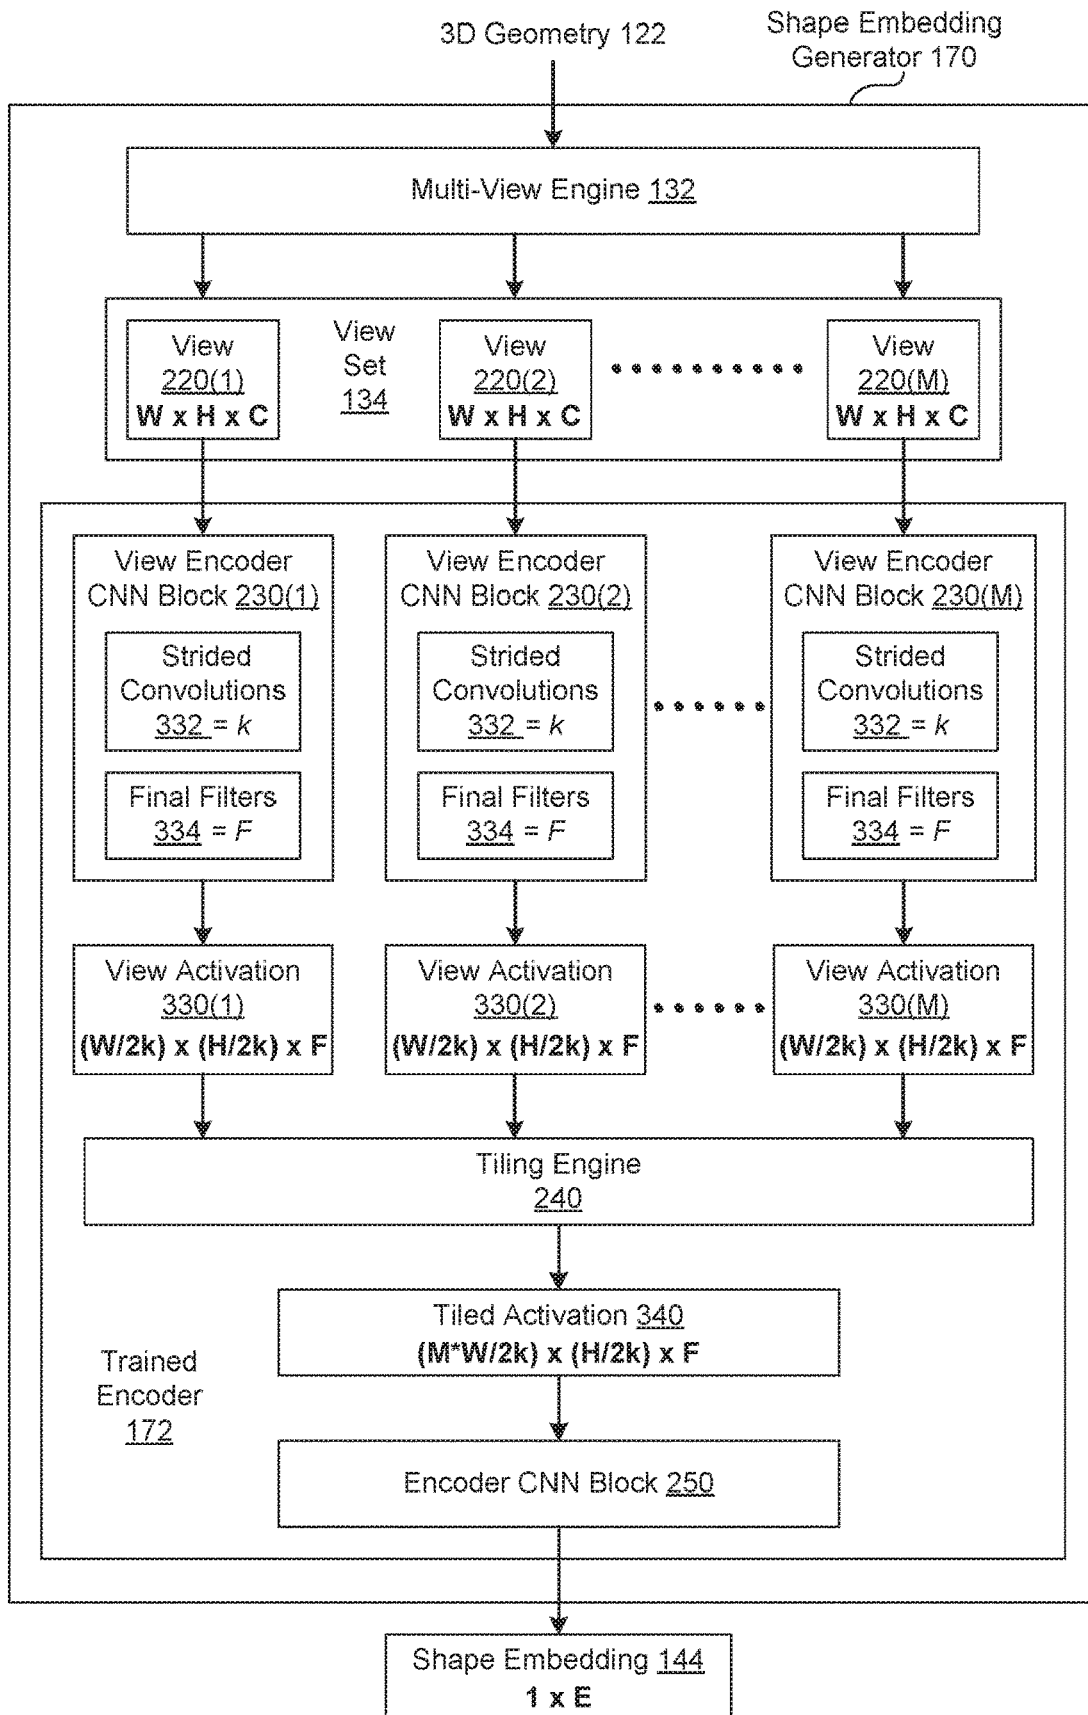 3D Geometry 122
Shape Embedding
Generator 170
Multi-View Engine 132
View
220(1)
W x H x C
View
Set
134
View
220(2)
W x H x C
View
220(M)
W x H x C
View Encoder
CNN Block 230(1)
Strided
Convolutions
332 = k
Final Filters
334 = F
View Encoder
CNN Block 230(2)
Strided
Convolutions
332 = k
Final Filters
334 = F
View Encoder
CNN Block 230(M)
Strided
Convolutions
332 = k
Final Filters
334 = F
View Activation
330(1)
(W/2k) x (H/2k) x F
View Activation
330(2)
(W/2k) x (H/2k) x F
View Activation
330(M)
(W/2k) x (H/2k) x F
Tiling Engine
240
Tiled Activation 340
(M*W/2k) x (H/2k) x F
Trained
Encoder
172
Encoder CNN Block 250
Shape Embedding 144
1 x E